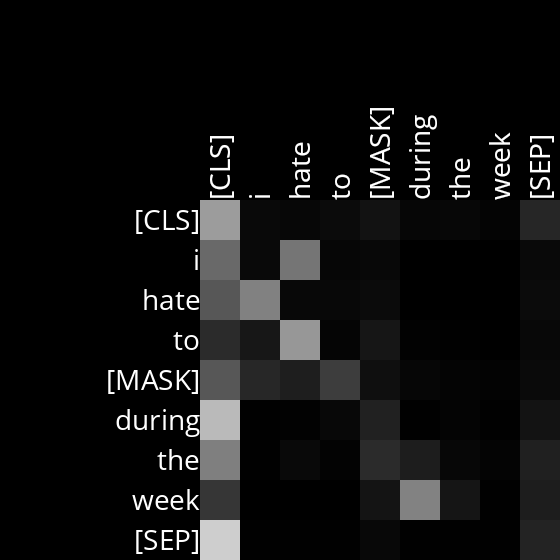 [CLS] i hate to [MASK] during the week [SEP]
[CLS]
i
hate
to
[MASK]
during
the
week
[SEP]